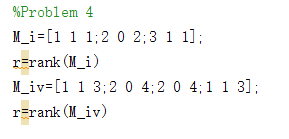 %Problem 4
M_i=[1 1 1;2 0 2;3 1 1];
r=rank(M_i)
M_iv=[1 1 3;2 0 4;2 0 4;1 1 3];
r=rank(M_iv)